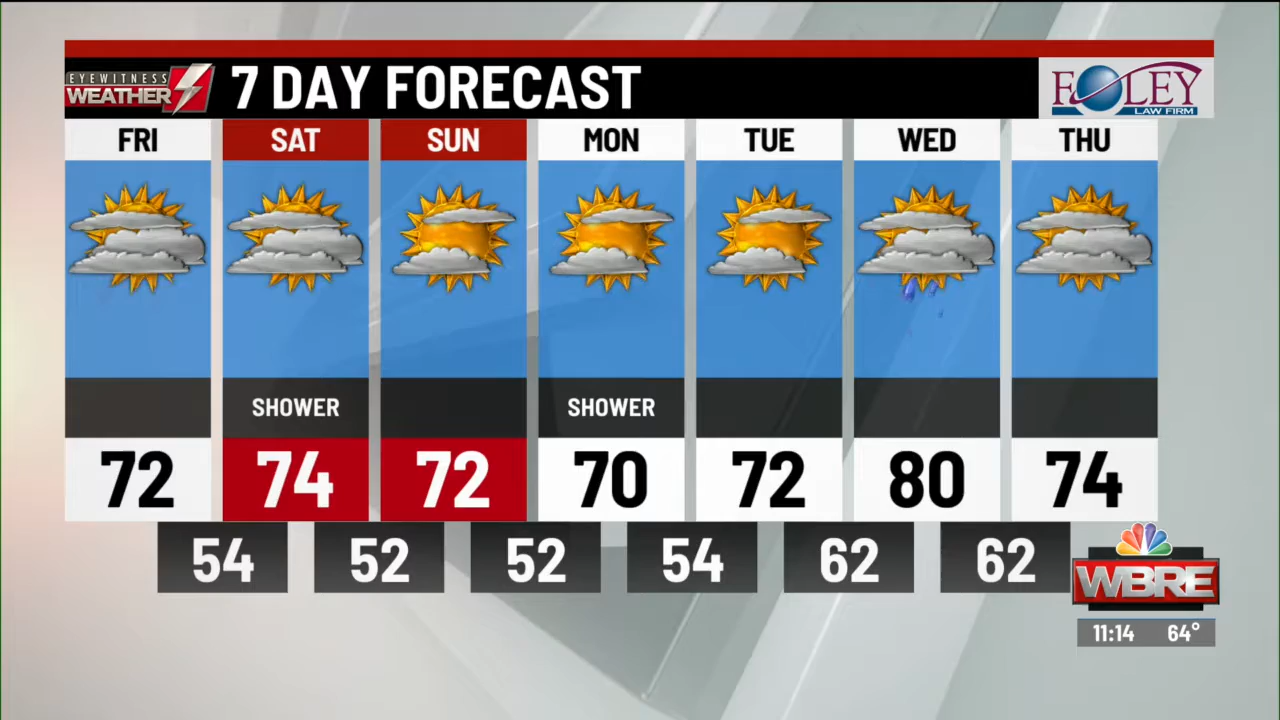 EYEWITNESS
WEATHER
7 DAY FORECAST
FOLEY
LAW FIRM
FRI SAT SUN MON TUE WED THU
SHOWER SHOWER
72 74 72 70 72 80 74
54 52 52 54 62 62
WBRE
11:14 64°